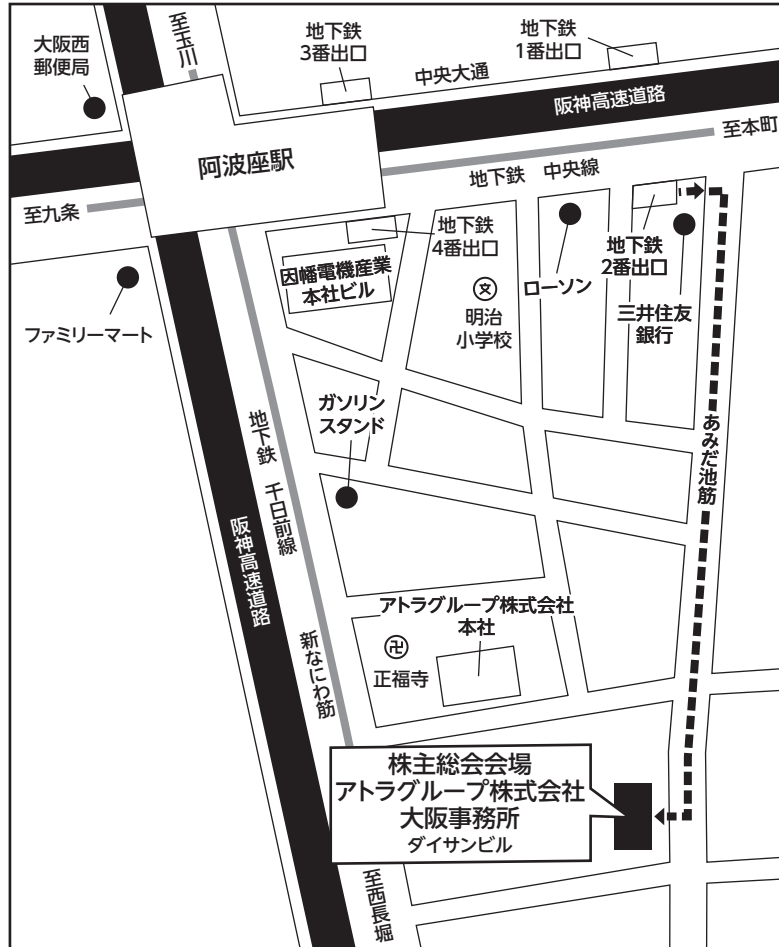 至玉川
大阪西
郵便局
地下鉄
3番出口
地下鉄
1番出口
中央大通
阪神高速道路
至本町
阿波座駅
地下鉄 中央線
至九条
地下鉄
4番出口
因幡電機産業
本社ビル
文
明治
小学校
ローソン
地下鉄
2番出口
三井住友
銀行
ファミリーマート
ガソリン
スタンド
あみだ池筋
地下鉄 千日前線
阪神高速道路
アトラグループ株式会社
本社
卍
正福寺
新なにわ筋
株主総会会場
アトラグループ株式会社
大阪事務所
ダイサンビル
至西長堀